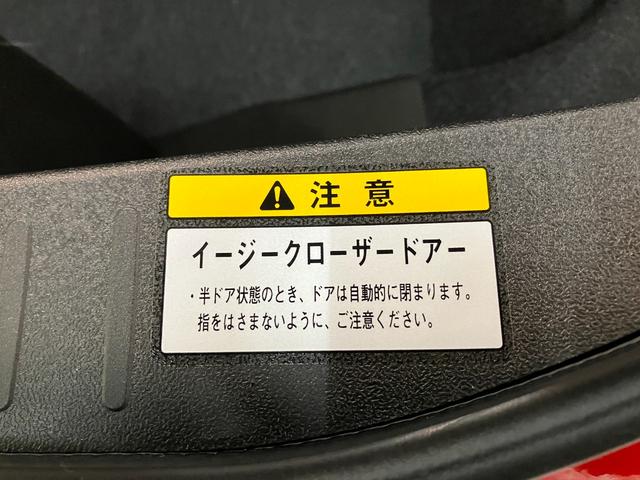 ⚠ 注意
イージークローザードアー
・半ドア状態のとき、ドアは自動的に閉まります。
指をはさまないように、ご注意ください。